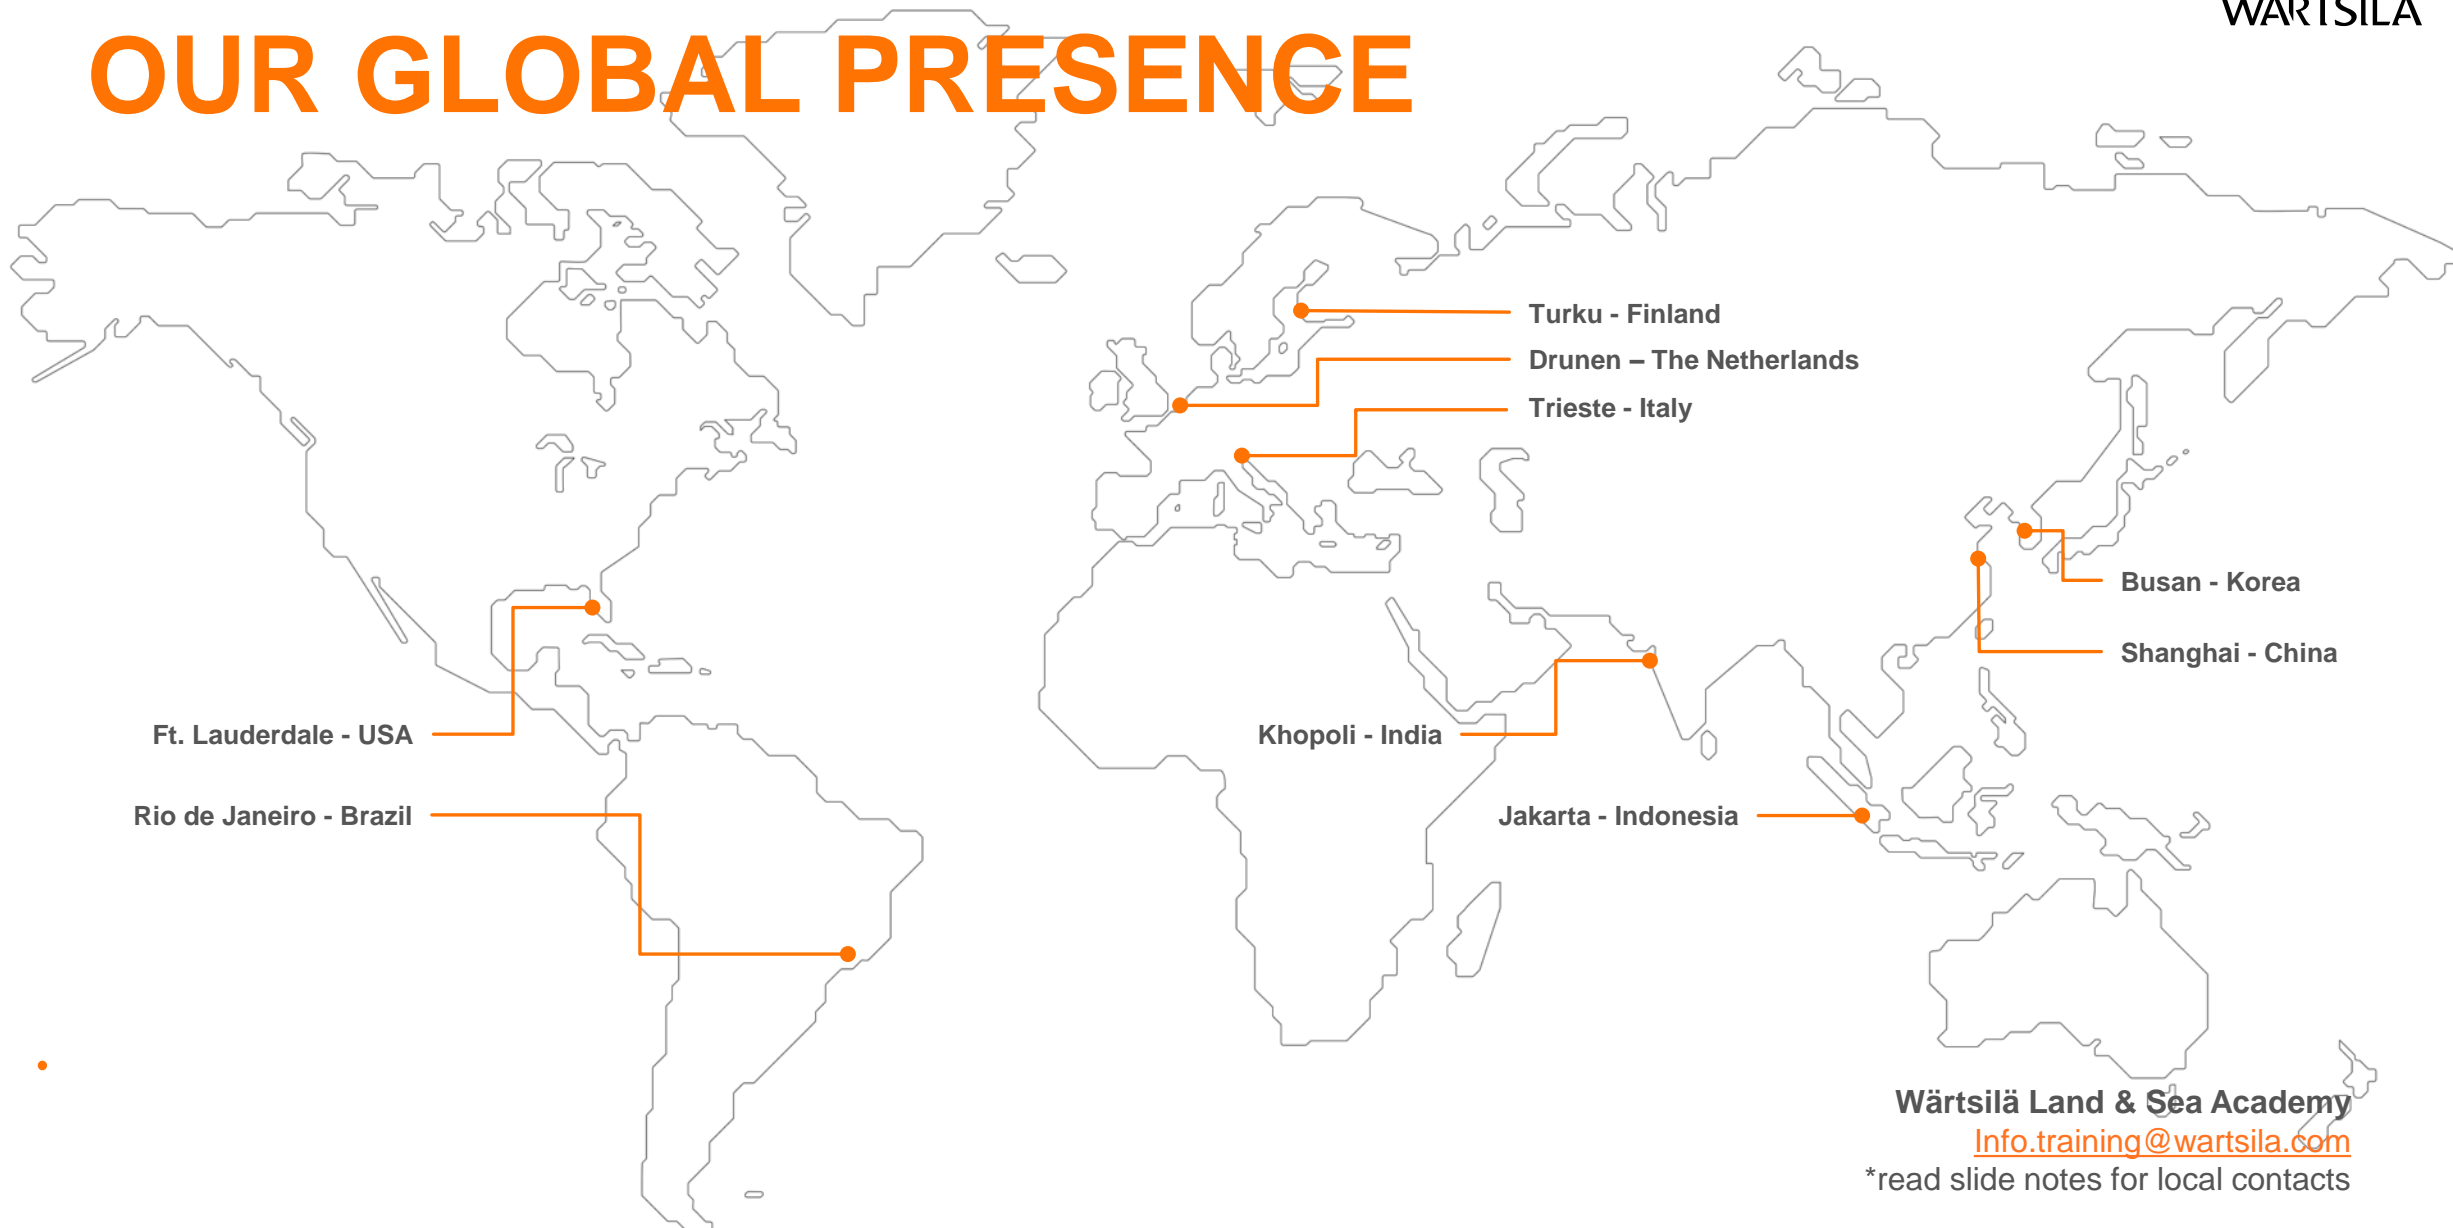 WÄRTSILÄ
OUR GLOBAL PRESENCE
Turku - Finland
Drunen – The Netherlands
Trieste - Italy
Busan - Korea
Shanghai - China
Ft. Lauderdale - USA
Khopoli - India
Rio de Janeiro - Brazil
Jakarta - Indonesia
Wärtsilä Land & Sea Academy
Info.training@wartsila.com
*read slide notes for local contacts